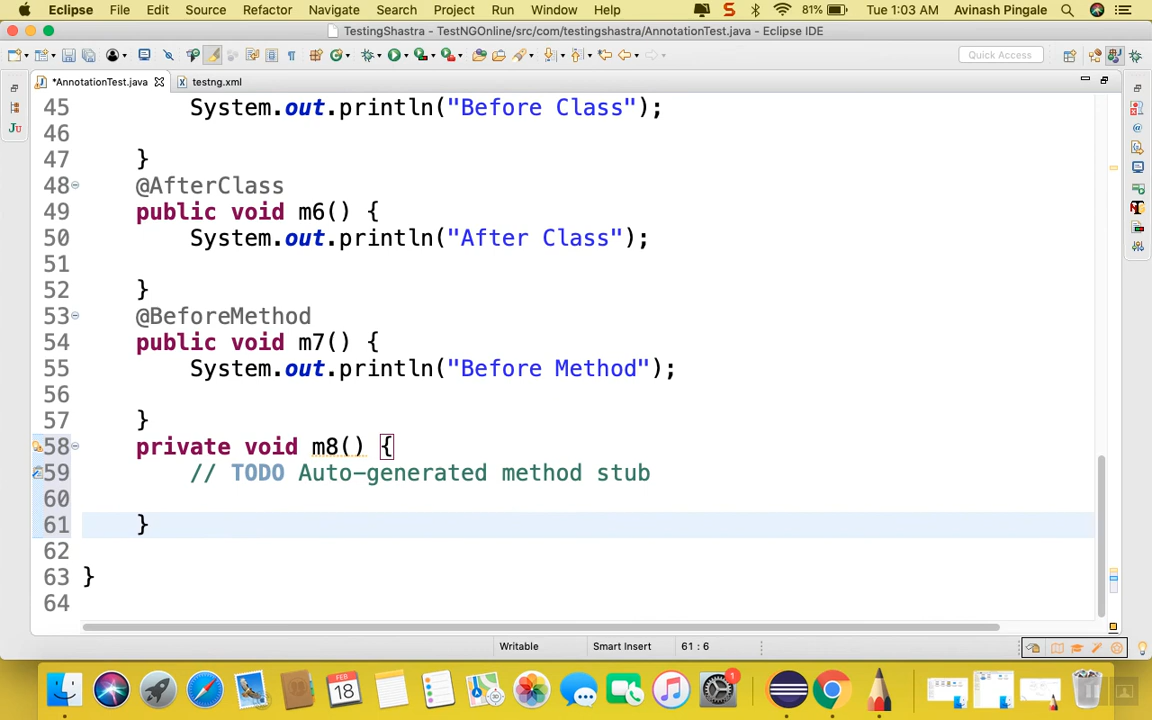 Eclipse File Edit Source Refactor Navigate Search Project Run Window Help 81% Tue 1:03 AM Avinash Pingale
TestingShastra - TestNGOnline/src/com/testingshastra/AnnotationTest.java - Eclipse IDE
Quick Access
*AnnotationTest.java testng.xml
45 System.out.println("Before Class");
46
47 }
48 @AfterClass
49 public void m6() {
50 System.out.println("After Class");
51
52 }
53 @BeforeMethod
54 public void m7() {
55 System.out.println("Before Method");
56
57 }
58 private void m8() {
59 // TODO Auto-generated method stub
60
61 }
62
63 }
64
Writable Smart Insert 61 : 6
FEB
18
1